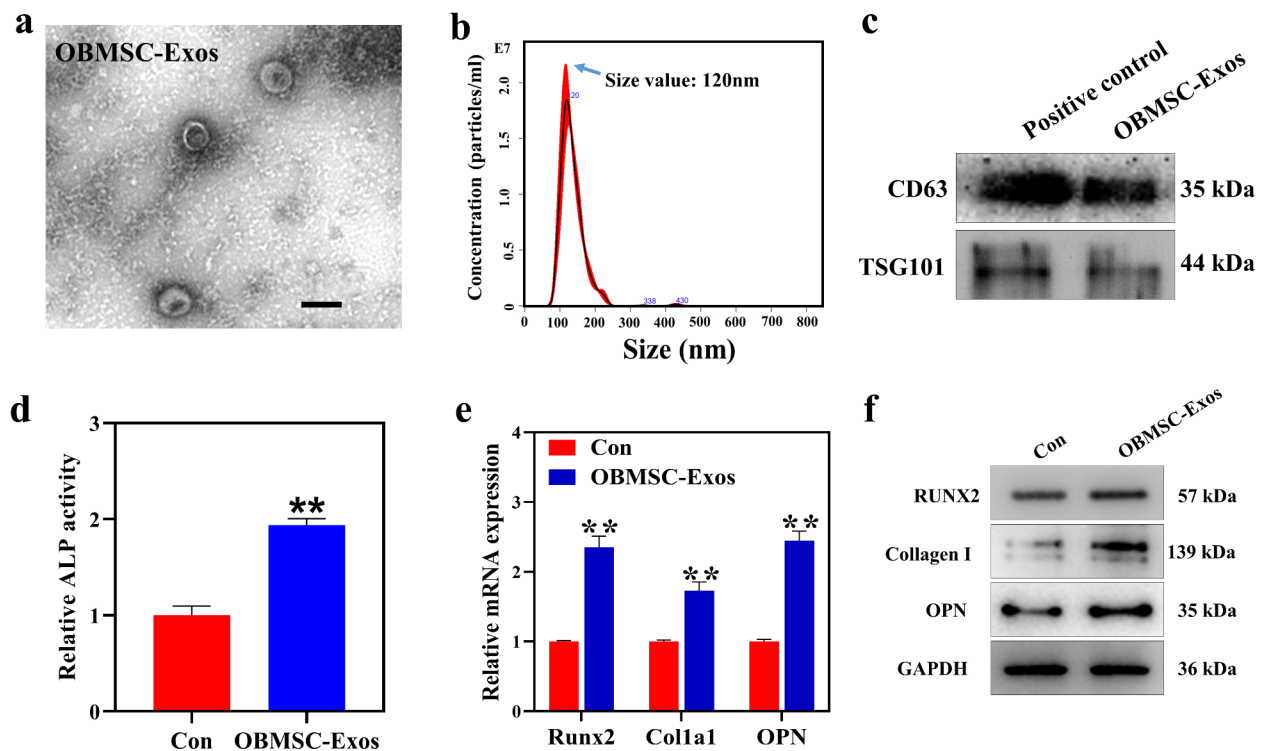 a
OBMSC-Exos
b
E7
Concentration (particles/ml)
2.0
1.5
1.0
0.5
0
Size value: 120nm
20
338
430
0 100 200 300 400 500 600 700 800
Size (nm)
c
Positive control
OBMSC-Exos
CD63
35 kDa
TSG101
44 kDa
d
Relative ALP activity
3
2
1
0
**
Con OBMSC-Exos
e
Relative mRNA expression
4
3
2
1
0
Con
OBMSC-Exos
**
**
**
Runx2 Col1a1 OPN
f
Con
OBMSC-Exos
RUNX2
57 kDa
Collagen I
139 kDa
OPN
35 kDa
GAPDH
36 kDa